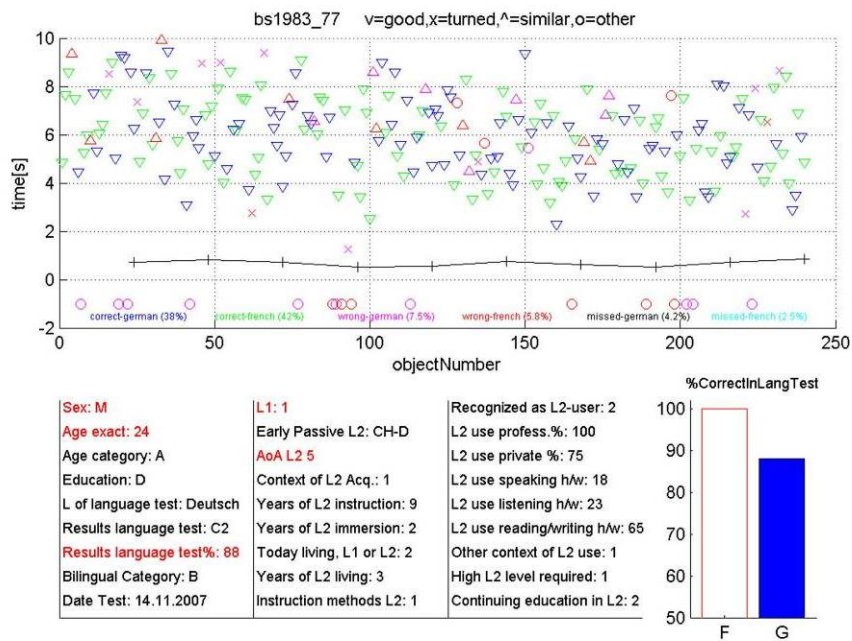 bs1983_77 v=good,x=turned,^=similar,o=other
10
8
6
4
2
0
-2
time[s]
correct-german (38%) correct-french (42%) wrong-german (7.5%) wrong-french (5.8%) missed-german (4.2%) missed-french (2.5%)
0 50 100 150 200 250
objectNumber
Sex: M
Age exact: 24
Age category: A
Education: D
L of language test: Deutsch
Results language test: C2
Results language test%: 88
Bilingual Category: B
Date Test: 14.11.2007
L1: 1
Early Passive L2: CH-D
AoA L2 5
Context of L2 Acq.: 1
Years of L2 instruction: 9
Years of L2 immersion: 2
Today living, L1 or L2: 2
Years of L2 living: 3
Instruction methods L2: 1
Recognized as L2-user: 2
L2 use profess.%: 100
L2 use private %: 75
L2 use speaking h/w: 18
L2 use listening h/w: 23
L2 use reading/writing h/w: 65
Other context of L2 use: 1
High L2 level required: 1
Continuing education in L2: 2
%CorrectInLangTest
100
90
80
70
60
50
F G